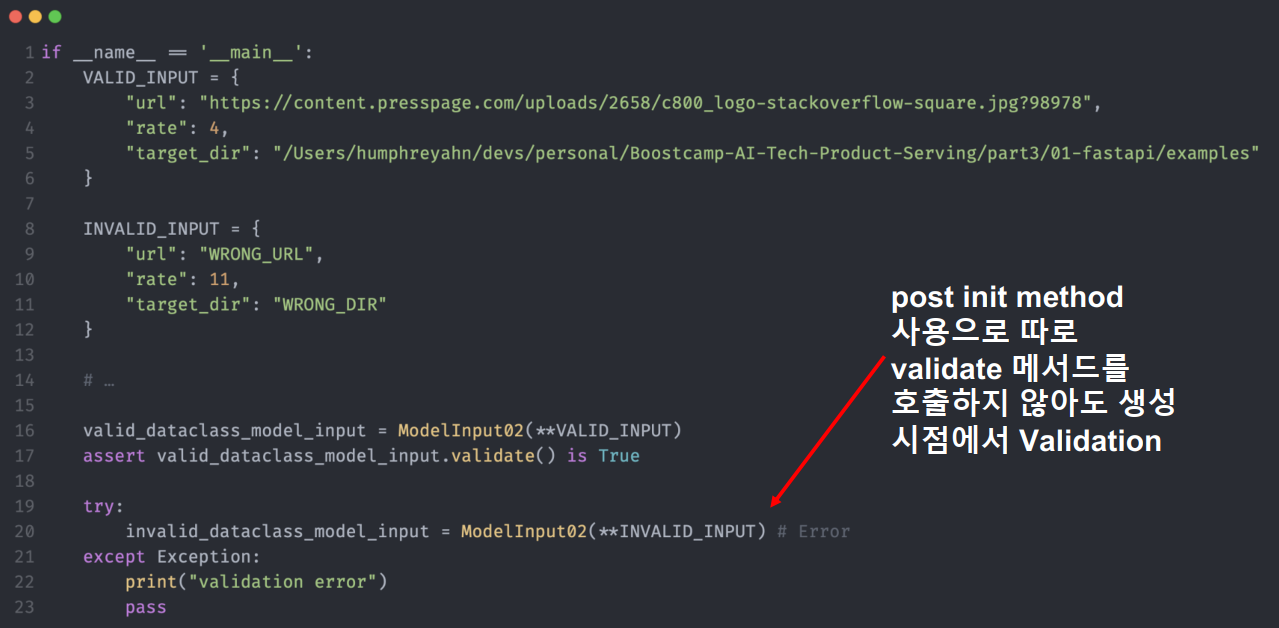 1 if __name__ == '__main__':
2 VALID_INPUT = {
3 "url": "https://content.presspage.com/uploads/2658/c800_logo-stackoverflow-square.jpg?98978",
4 "rate": 4,
5 "target_dir": "/Users/humphreyahn/devs/personal/Boostcamp-AI-Tech-Product-Serving/part3/01-fastapi/examples"
6 }
7
8 INVALID_INPUT = {
9 "url": "WRONG_URL",
10 "rate": 11,
11 "target_dir": "WRONG_DIR"
12 }
13
14 # …
15
16 valid_dataclass_model_input = ModelInput02(**VALID_INPUT)
17 assert valid_dataclass_model_input.validate() is True
18
19 try:
20 invalid_dataclass_model_input = ModelInput02(**INVALID_INPUT) # Error
21 except Exception:
22 print("validation error")
23 pass
post init method
사용으로 따로
validate 메서드를
호출하지 않아도 생성
시점에서 Validation